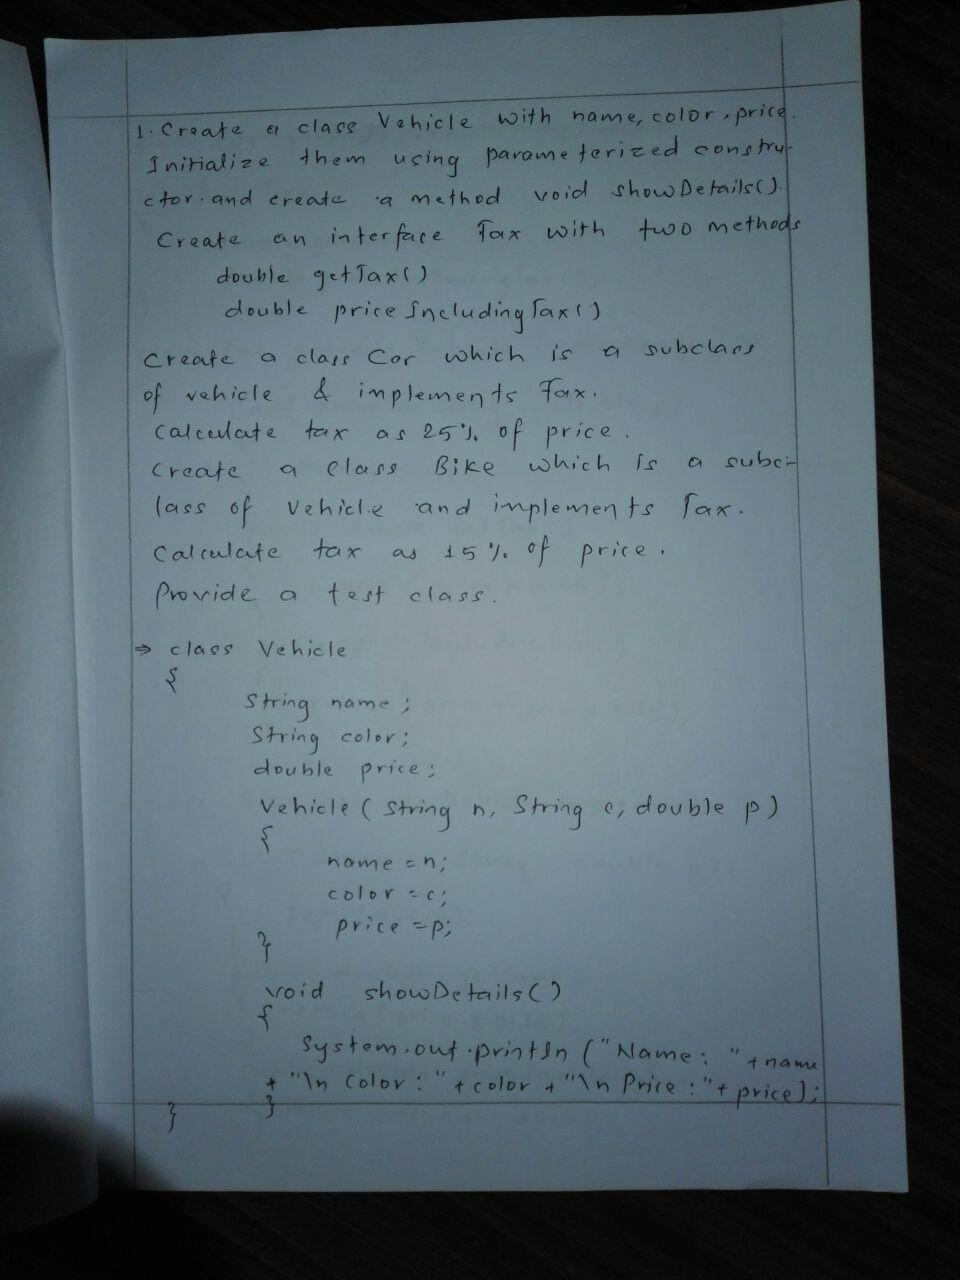 1. Create a class Vehicle with name, color, price.
Initialize them using parameterized constru-
ctor. and create a method void showDetails().
Create an interface Tax with two methods
double getTax()
double priceIncludingTax()
Create a class Car which is a subclass
of vehicle & implements Tax.
Calculate tax as 25% of price.
Create a class Bike which is a subc-
lass of vehicle and implements Tax.
Calculate tax as 15% of price.
Provide a test class.
⇒ class Vehicle
{
String name;
String color;
double price;
Vehicle (String n, String c, double p)
{
name = n;
color = c;
price = p;
}
void showDetails()
{
System.out.println ("Name: " + name
+ "\n Color : " + color + "\n Price : " + price);
}
}